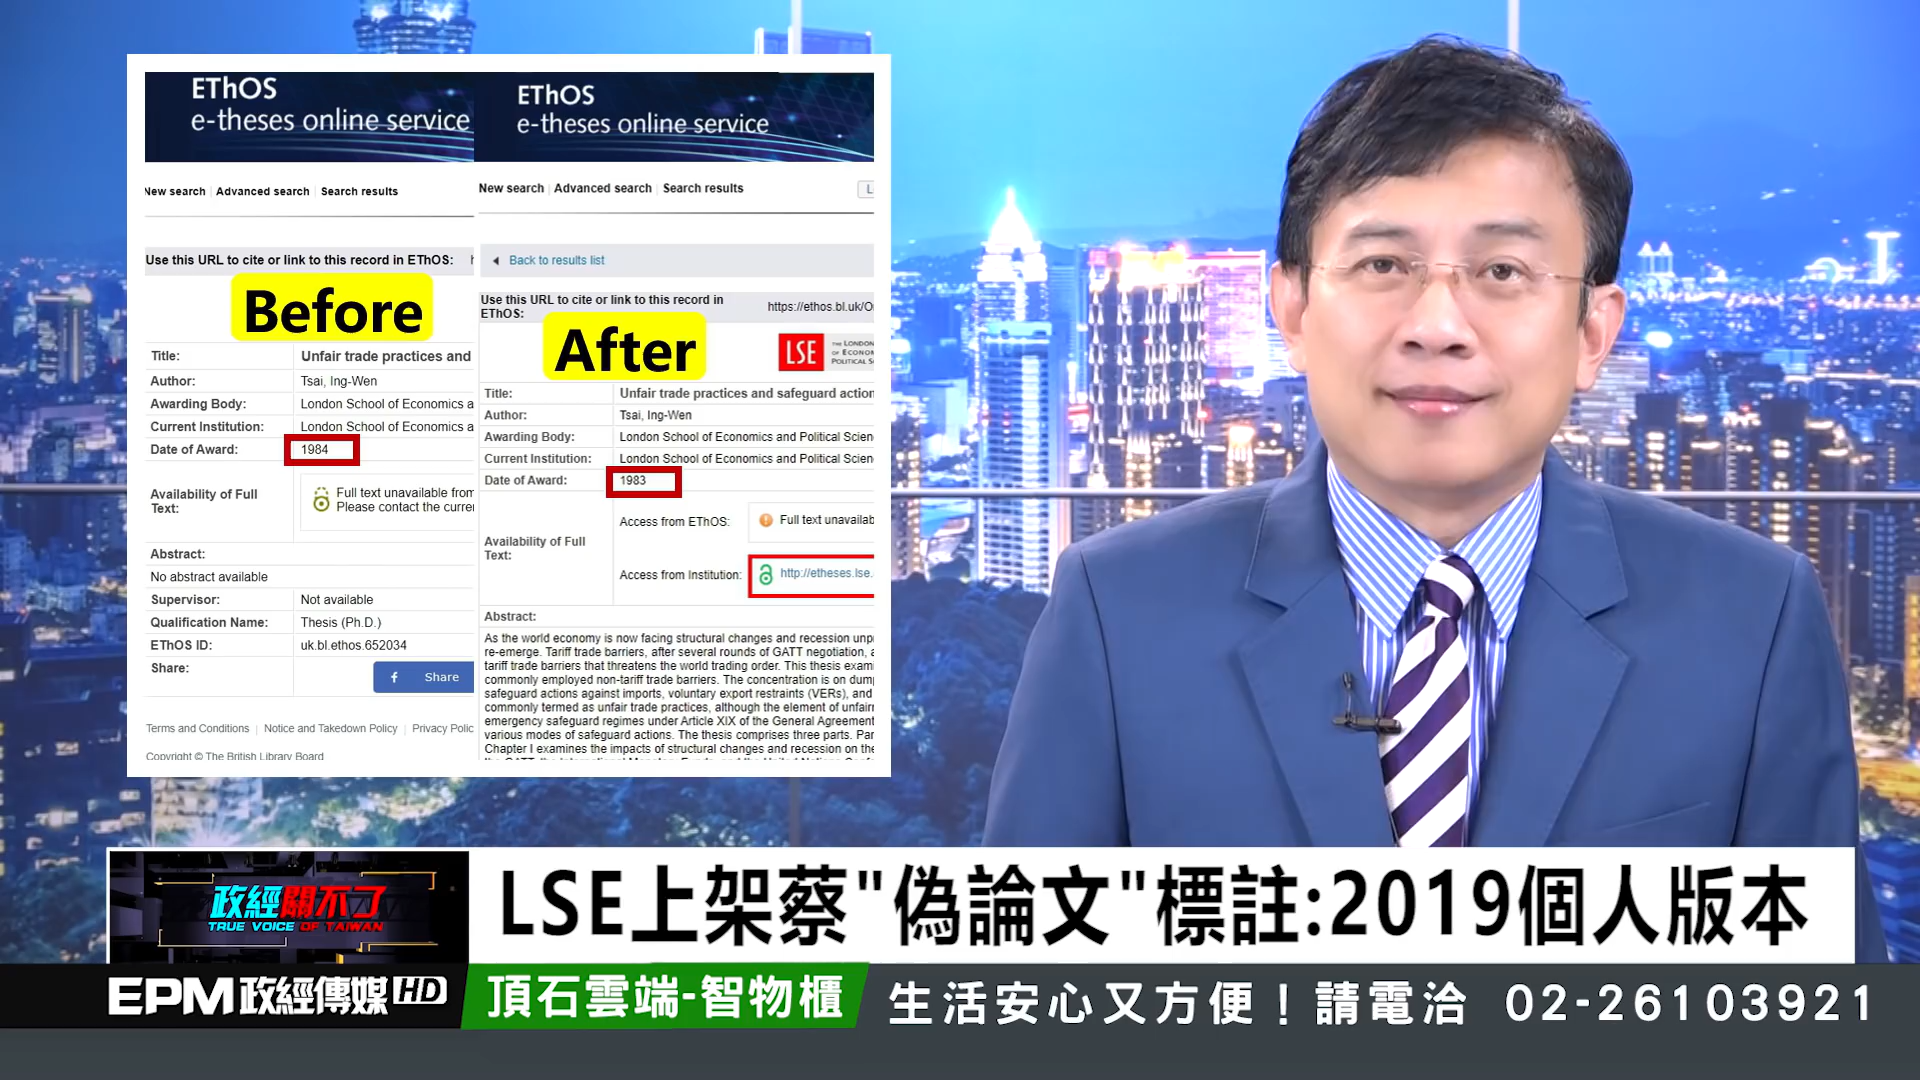 EThOS
e-theses online service
New search | Advanced search | Search results
Use this URL to cite or link to this record in EThOS:
Before
Title: Unfair trade practices and
Author: Tsai, Ing-Wen
Awarding Body: London School of Economics a
Current Institution: London School of Economics a
Date of Award: 1984
Availability of Full Text: Full text unavailable from
Please contact the curren
Abstract:
No abstract available
Supervisor: Not available
Qualification Name: Thesis (Ph.D.)
EThOS ID: uk.bl.ethos.652034
Share:
f Share
Terms and Conditions | Notice and Takedown Policy | Privacy Polic
Copyright © The British Library Board
EThOS
e-theses online service
New search | Advanced search | Search results
Back to results list
Use this URL to cite or link to this record in
EThOS: https://ethos.bl.uk/O
After
LSE THE LONDON
OF ECONOM
POLITICAL S
Title: Unfair trade practices and safeguard action
Author: Tsai, Ing-Wen
Awarding Body: London School of Economics and Political Scien
Current Institution: London School of Economics and Political Scien
Date of Award: 1983
Availability of Full Text:
Access from EThOS: Full text unavailab
Access from Institution: http://etheses.lse.
Abstract:
As the world economy is now facing structural changes and recession unp
re-emerge. Tariff trade barriers, after several rounds of GATT negotiation, a
tariff trade barriers that threatens the world trading order. This thesis exami
commonly employed non-tariff trade barriers. The concentration is on dum
safeguard actions against imports, voluntary export restraints (VERs), and
commonly termed as unfair trade practices, although the element of unfairn
emergency safeguard regimes under Article XIX of the General Agreement
various modes of safeguard actions. The thesis comprises three parts. Par
Chapter I examines the impacts of structural changes and recession on the
政經關不了
TRUE VOICE OF TAIWAN
LSE上架蔡"偽論文"標註:2019個人版本
EPM政經傳媒HD
頂石雲端-智物櫃
生活安心又方便！請電洽 02-26103921